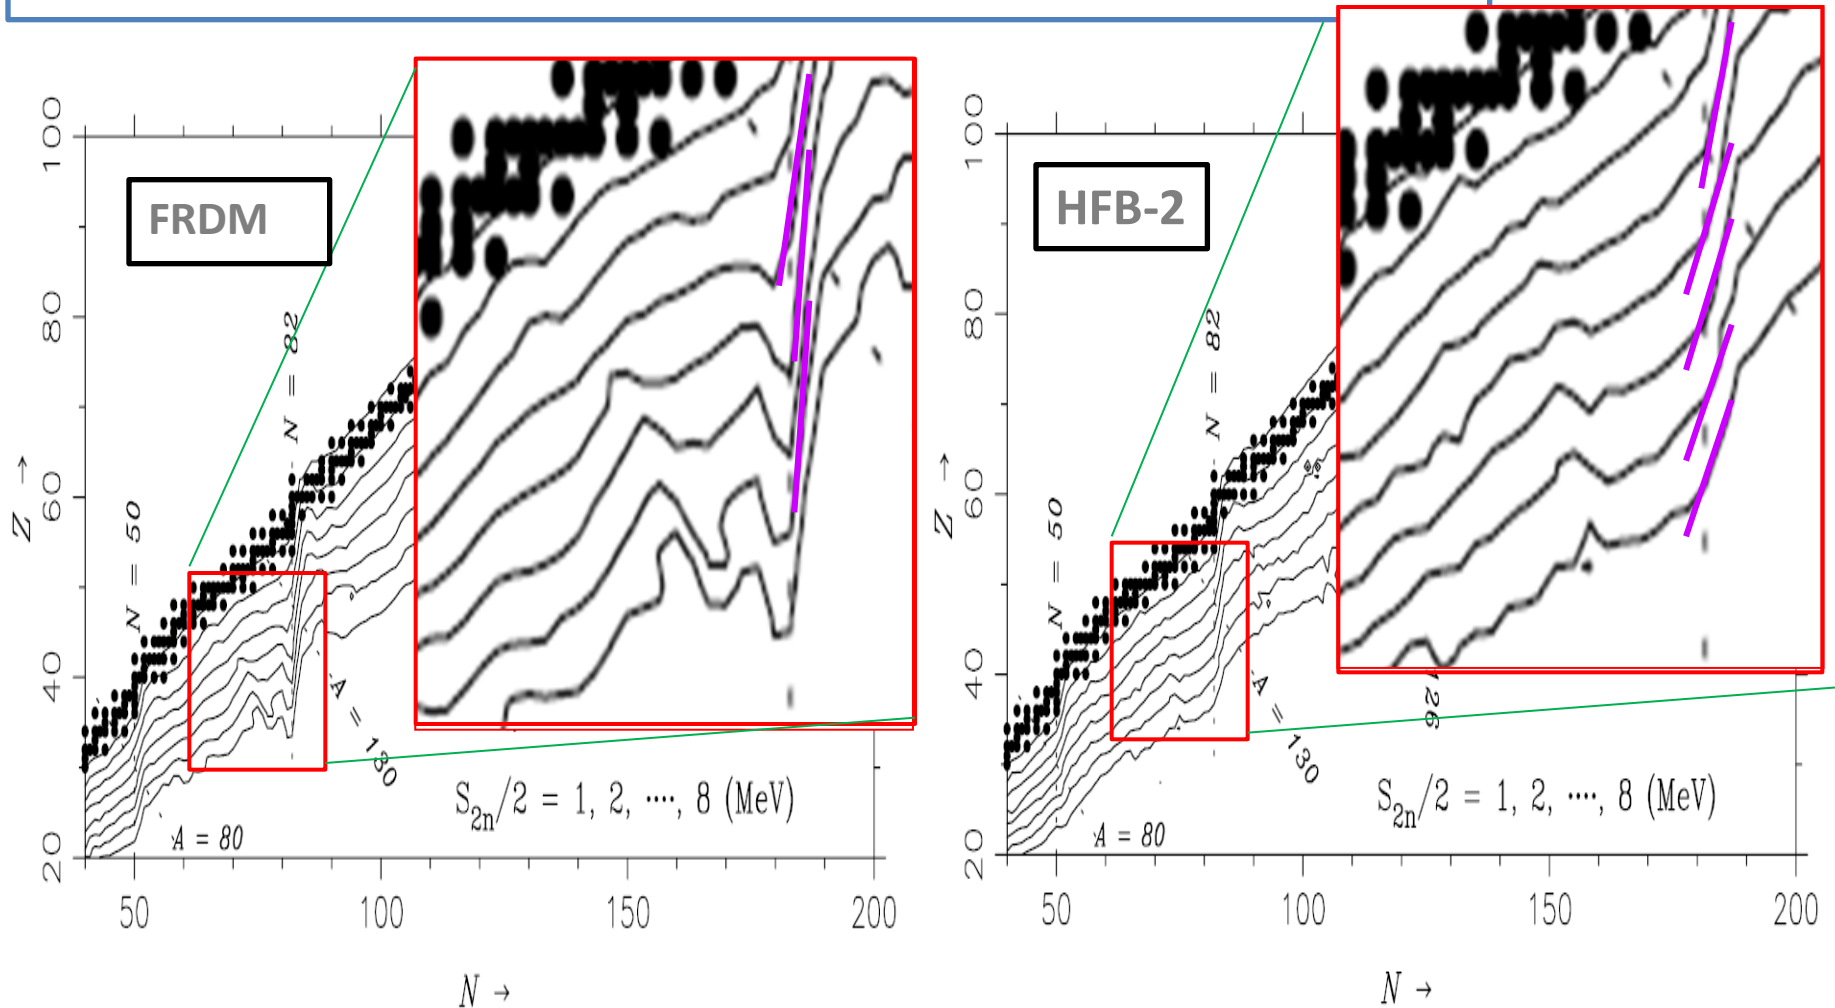 FRDM
100
80
60
40
20
Z →
N = 50
N = 82
A = 80
A = 130
S2n/2 = 1, 2, ····, 8 (MeV)
50
100
150
200
N →
HFB-2
100
80
60
40
20
Z →
N = 50
N = 82
126
A = 80
A = 130
S2n/2 = 1, 2, ····, 8 (MeV)
50
100
150
200
N →